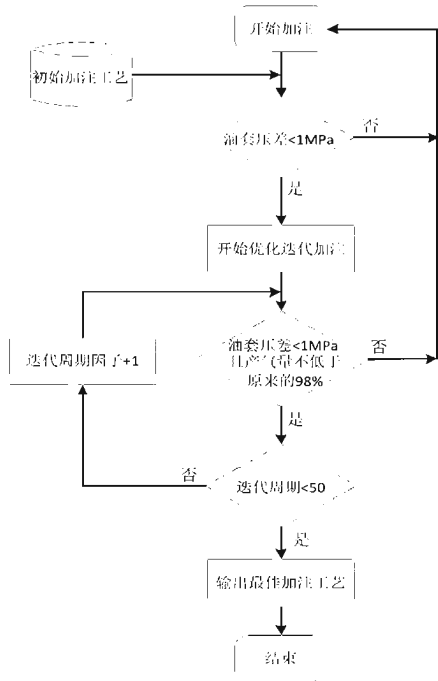 开始加注
初始加注工艺
油套压差<1MPa
否
是
开始优化迭代加注
油套压差<1MPa
且产气量不低于
原来的98%
否
迭代周期因子+1
是
否
迭代周期<50
是
输出最佳加注工艺
结束